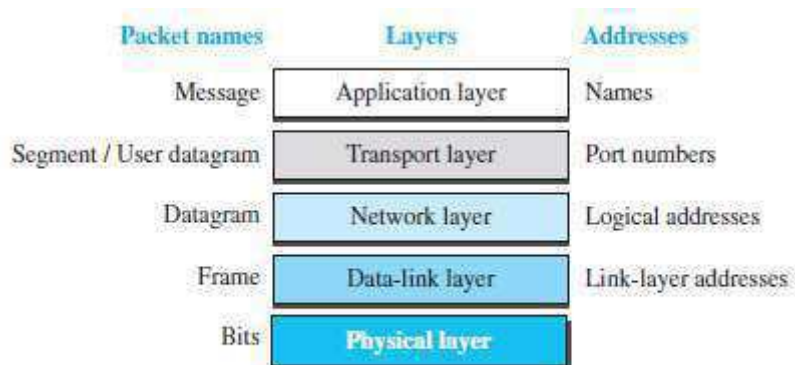 Packet names Layers Addresses
Message Application layer Names
Segment / User datagram Transport layer Port numbers
Datagram Network layer Logical addresses
Frame Data-link layer Link-layer addresses
Bits Physical layer